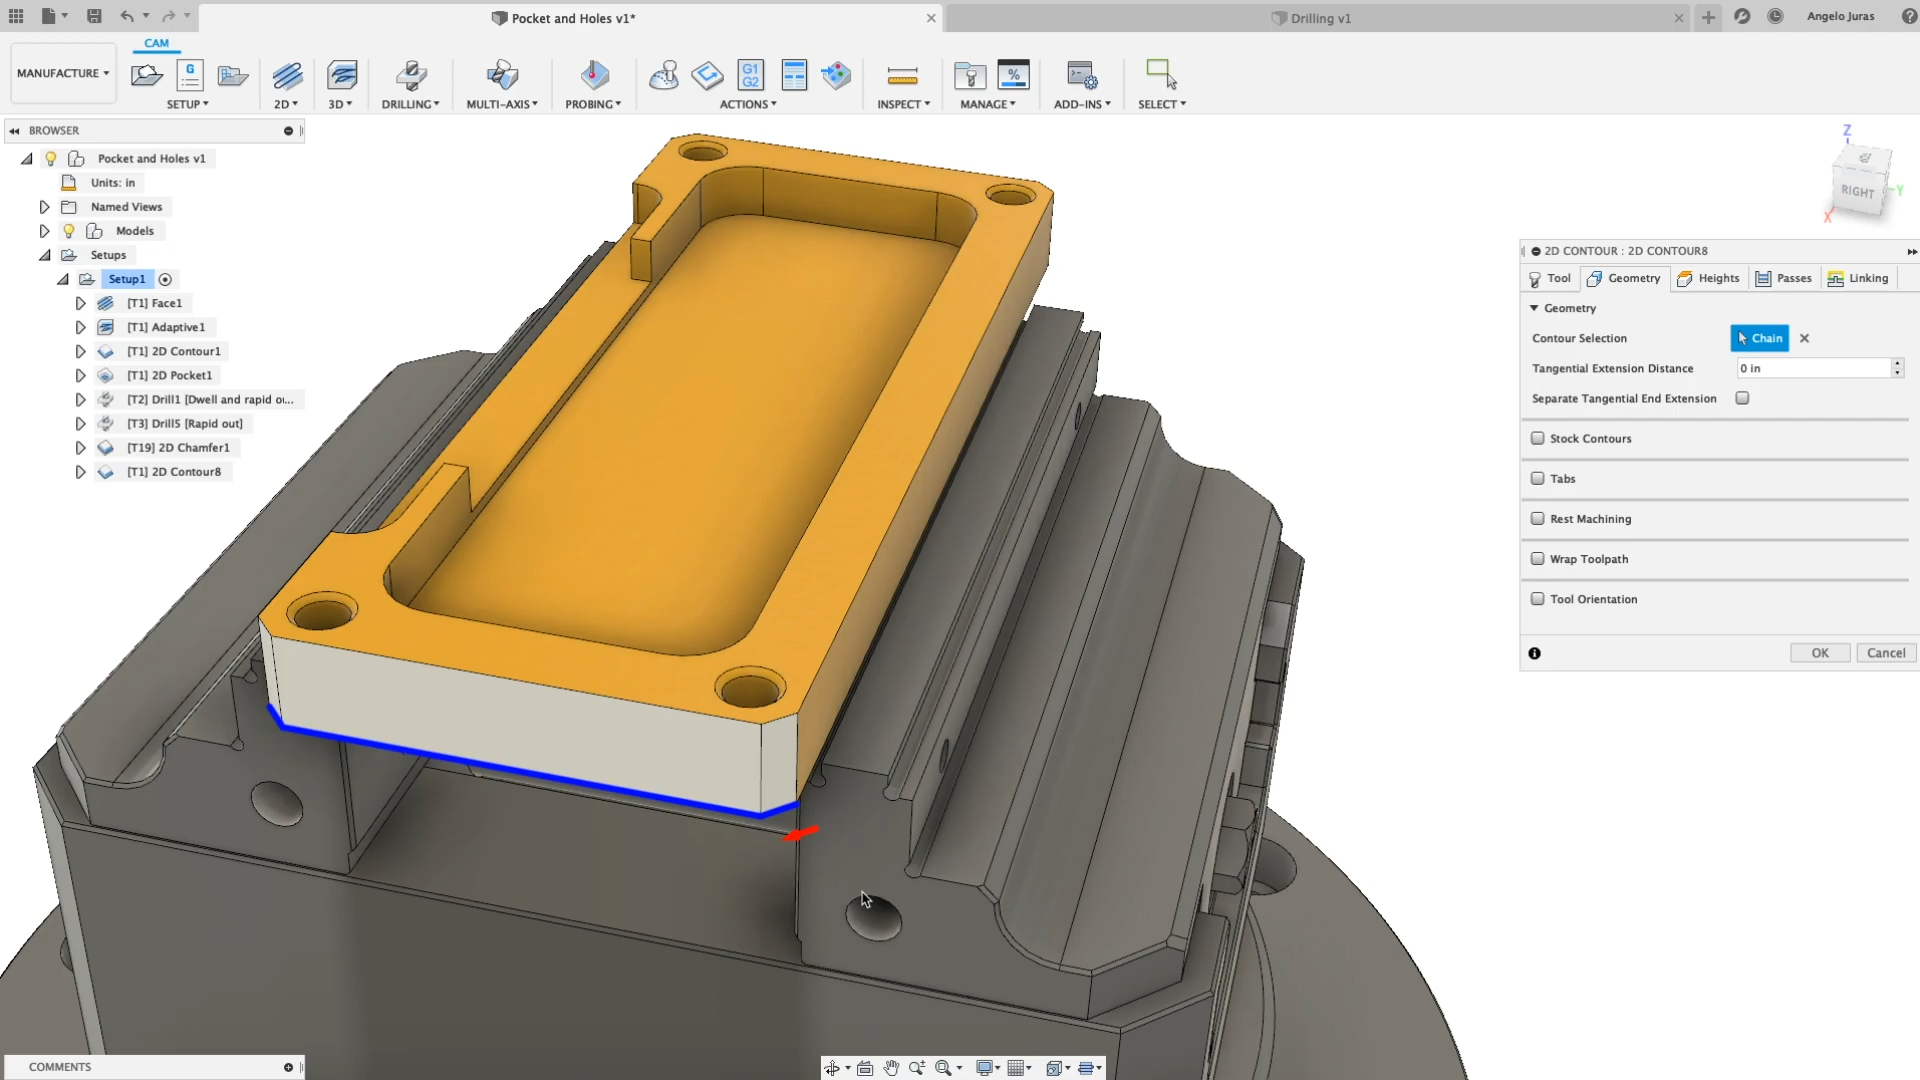 Pocket and Holes v1*
Drilling v1
Angelo Juras
CAM
MANUFACTURE
G
G1
G2
%
SETUP
2D
3D
DRILLING
MULTI-AXIS
PROBING
ACTIONS
INSPECT
MANAGE
ADD-INS
SELECT
BROWSER
Pocket and Holes v1
Units: in
Named Views
Models
Setups
Setup1
[T1] Face1
[T1] Adaptive1
[T1] 2D Contour1
[T1] 2D Pocket1
[T2] Drill1 [Dwell and rapid ou...
[T3] Drill5 [Rapid out]
[T19] 2D Chamfer1
[T1] 2D Contour8
Z
RIGHT
Y
X
2D CONTOUR : 2D CONTOUR8
Tool
Geometry
Heights
Passes
Linking
Geometry
Contour Selection
Chain
Tangential Extension Distance
0 in
Separate Tangential End Extension
Stock Contours
Tabs
Rest Machining
Wrap Toolpath
Tool Orientation
OK
Cancel
COMMENTS